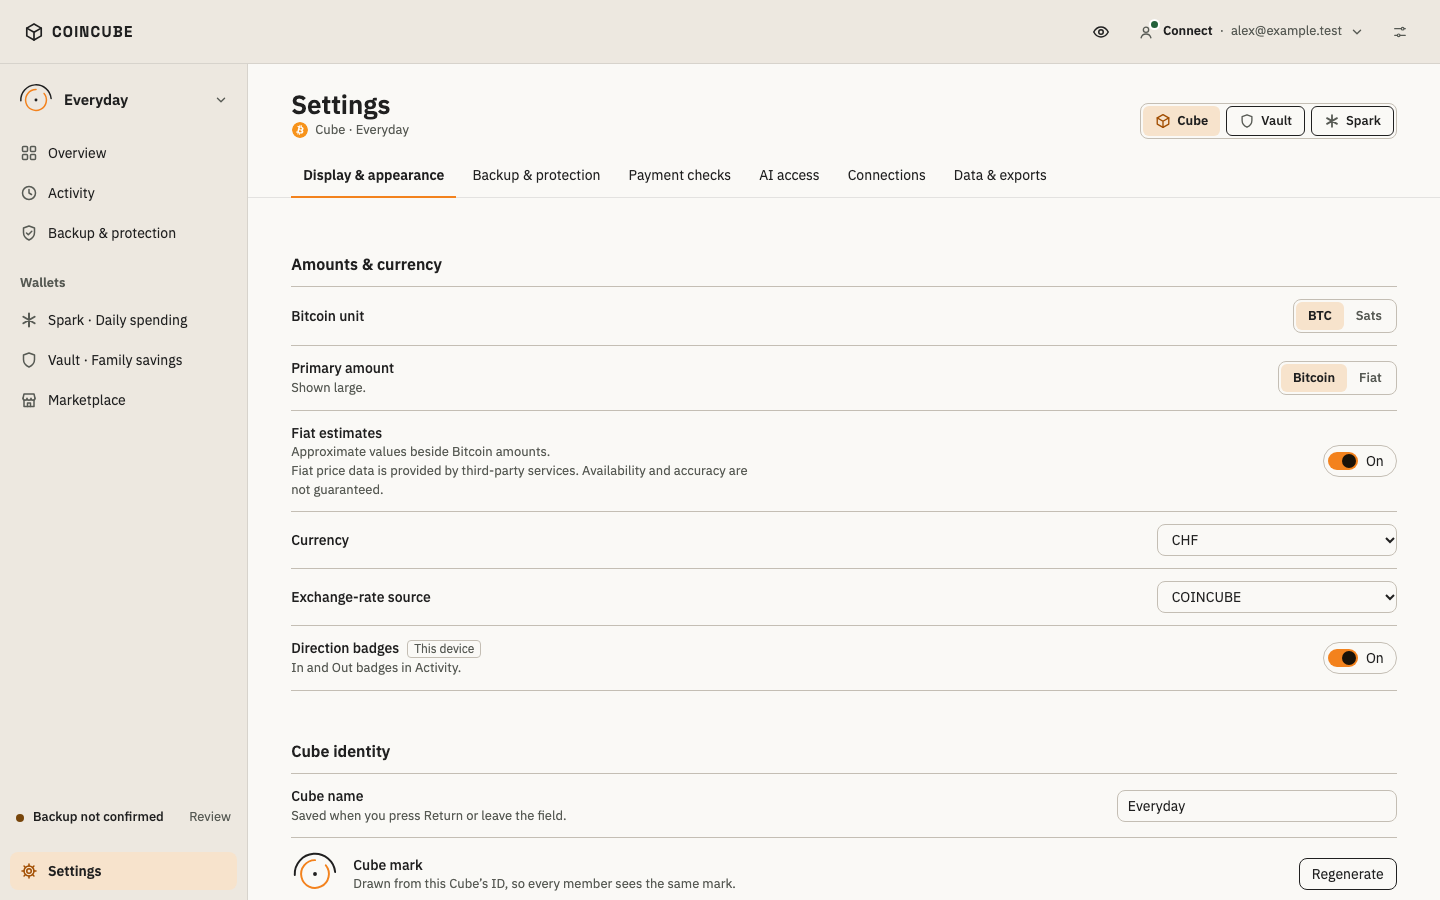 COINCUBE
Connect · alex@example.test
Everyday
Overview
Activity
Backup & protection
Wallets
Spark · Daily spending
Vault · Family savings
Marketplace
Backup not confirmed Review
Settings
Settings
Cube · Everyday
Cube Vault Spark
Display & appearance Backup & protection Payment checks AI access Connections Data & exports
Amounts & currency
Bitcoin unit
BTC Sats
Primary amount
Shown large.
Bitcoin Fiat
Fiat estimates
Approximate values beside Bitcoin amounts.
Fiat price data is provided by third-party services. Availability and accuracy are
not guaranteed.
On
Currency
CHF
Exchange-rate source
COINCUBE
Direction badges This device
In and Out badges in Activity.
On
Cube identity
Cube name
Saved when you press Return or leave the field.
Everyday
Cube mark
Drawn from this Cube’s ID, so every member sees the same mark.
Regenerate